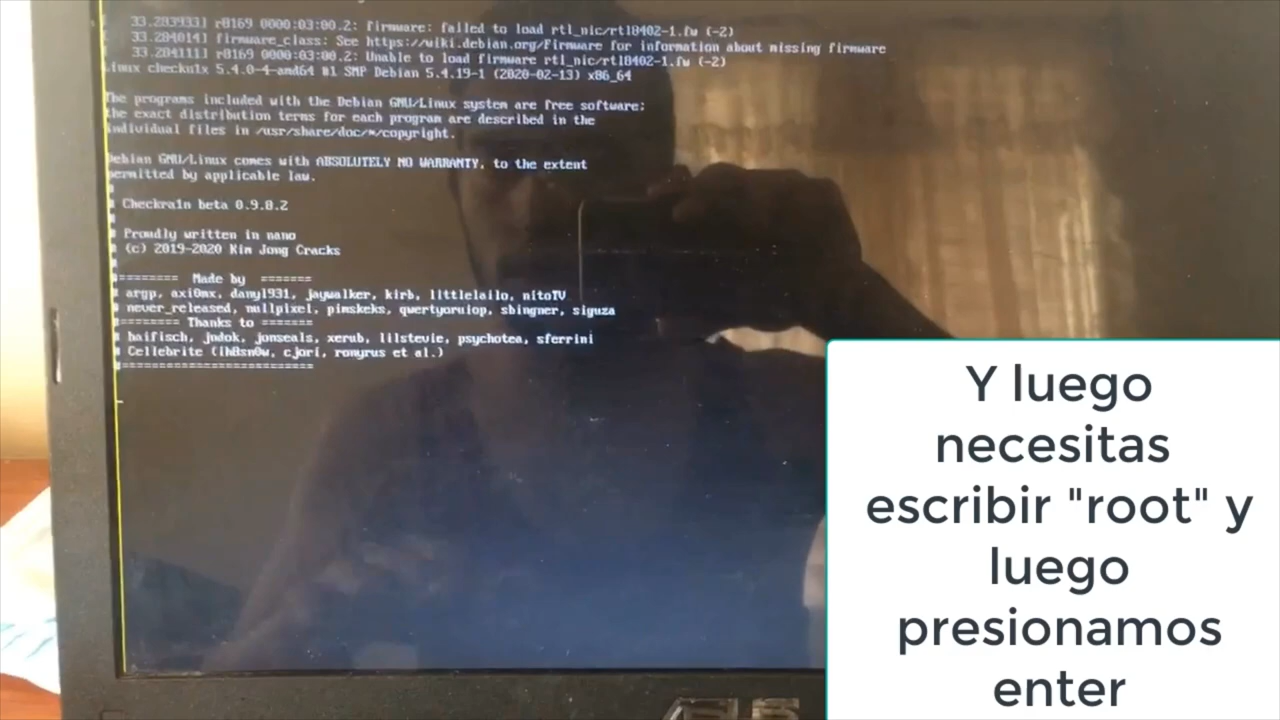 33.283933] r8169 0000:03:00.2: firmware: failed to load rtl_nic/rtl8402-1.fw (-2)
33.284014] firmware_class: See https://wiki.debian.org/Firmware for information about missing firmware
33.284111] r8169 0000:03:00.2: Unable to load firmware rtl_nic/rtl8402-1.fw (-2)
Linux checkn1x 5.4.0-4-amd64 #1 SMP Debian 5.4.19-1 (2020-02-13) x86_64
The programs included with the Debian GNU/Linux system are free software;
the exact distribution terms for each program are described in the
individual files in /usr/share/doc/*/copyright.
Debian GNU/Linux comes with ABSOLUTELY NO WARRANTY, to the extent
permitted by applicable law.
#
# Checkra1n beta 0.9.8.2
#
# Proudly written in nano
# (c) 2019-2020 Kim Jong Cracks
#
#======== Made by =======
# argp, axi0mx, danyl931, jaywalker, kirb, littlelailo, nitoTV
# never_released, nullpixel, pimskeks, qwertyoruiop, sbingner, siguza
#======== Thanks to =======
# haifisch, jndok, jonseals, xerub, lilstevie, psychotea, sferrini
# Cellebrite (ih8sn0w, cjori, ronyrus et al.)
#==========================
Y luego
necesitas
escribir "root" y
luego
presionamos
enter